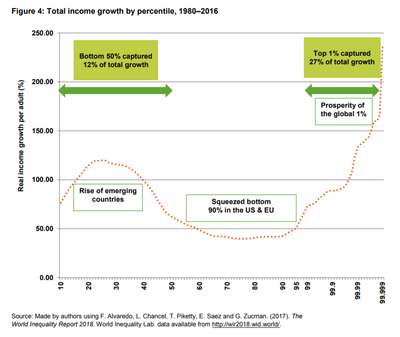 Figure 4: Total income growth by percentile, 1980–2016
250.00
200.00
150.00
100.00
50.00
0.00
Real income growth per adult (%)
Bottom 50% captured
12% of total growth
Top 1% captured
27% of total growth
Prosperity of
the global 1%
Rise of emerging
countries
Squeezed bottom
90% in the US & EU
10
20
30
40
50
60
70
80
90
95
99
99.9
99.99
99.999
Source: Made by authors using F. Alvaredo, L. Chancel, T. Piketty, E. Saez and G. Zucman. (2017). The
World Inequality Report 2018. World Inequality Lab. data available from http://wir2018.wid.world/.